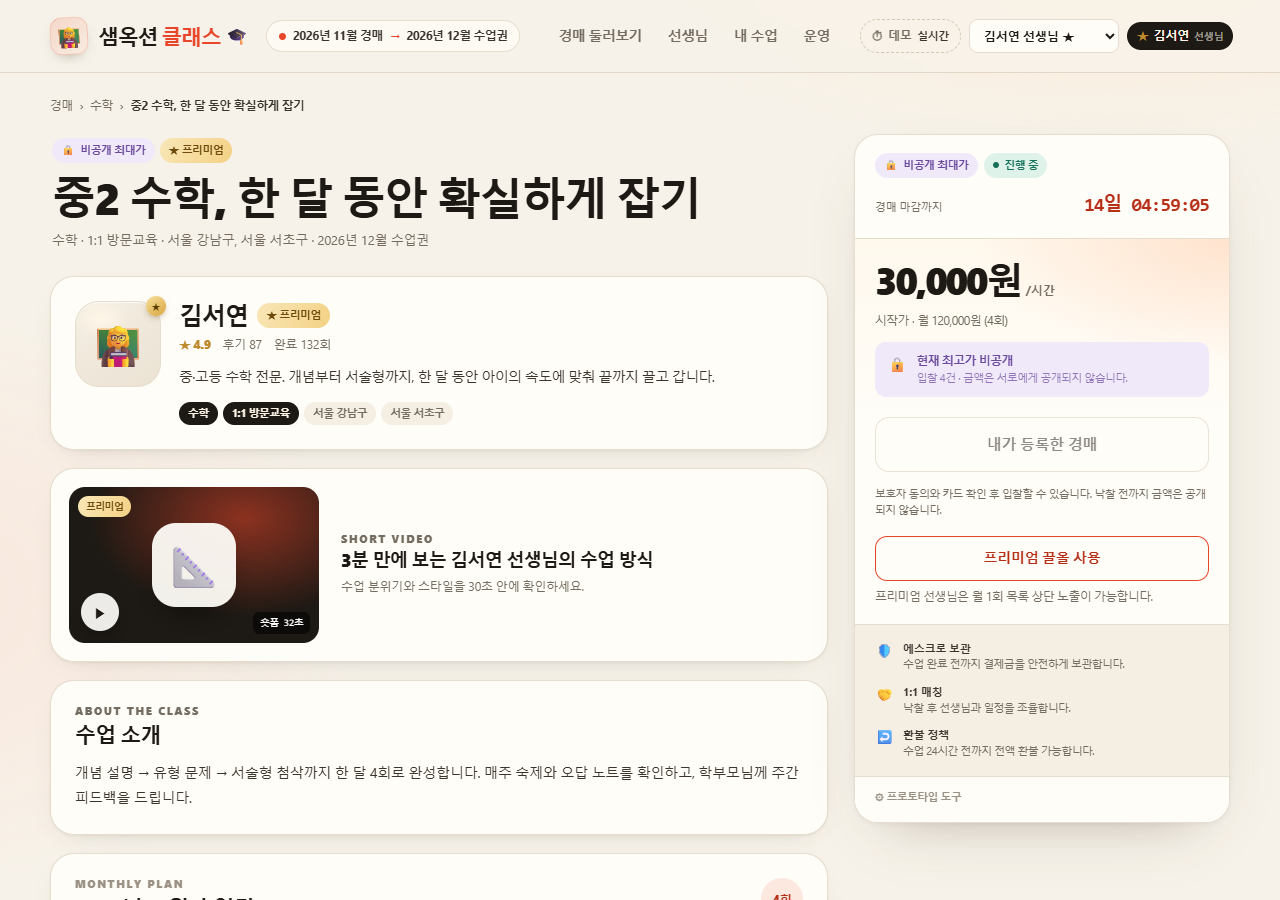 샘옥션 클래스
2026년 11월 경매 → 2026년 12월 수업권
경매 둘러보기
선생님
내 수업
운영
데모 실시간
김서연 선생님 ★
★ 김서연 선생님
경매 › 수학 › 중2 수학, 한 달 동안 확실하게 잡기
비공개 최대가
★ 프리미엄
중2 수학, 한 달 동안 확실하게 잡기
수학 · 1:1 방문교육 · 서울 강남구, 서울 서초구 · 2026년 12월 수업권
★
김서연
★ 프리미엄
★ 4.9 후기 87 완료 132회
중·고등 수학 전문. 개념부터 서술형까지, 한 달 동안 아이의 속도에 맞춰 끝까지 끌고 갑니다.
수학
1:1 방문교육
서울 강남구
서울 서초구
프리미엄
숏폼 32초
SHORT VIDEO
3분 만에 보는 김서연 선생님의 수업 방식
수업 분위기와 스타일을 30초 안에 확인하세요.
ABOUT THE CLASS
수업 소개
개념 설명 → 유형 문제 → 서술형 첨삭까지 한 달 4회로 완성합니다. 매주 숙제와 오답 노트를 확인하고, 학부모님께 주간
피드백을 드립니다.
MONTHLY PLAN
4회
비공개 최대가
진행 중
경매 마감까지
14일 04:59:05
30,000원 /시간
시작가 · 월 120,000원 (4회)
현재 최고가 비공개
입찰 4건 · 금액은 서로에게 공개되지 않습니다.
내가 등록한 경매
보호자 동의와 카드 확인 후 입찰할 수 있습니다. 낙찰 전까지 금액은 공개
되지 않습니다.
프리미엄 끌올 사용
프리미엄 선생님은 월 1회 목록 상단 노출이 가능합니다.
에스크로 보관
수업 완료 전까지 결제금을 안전하게 보관합니다.
1:1 매칭
낙찰 후 선생님과 일정을 조율합니다.
환불 정책
수업 24시간 전까지 전액 환불 가능합니다.
⚙ 프로토타입 도구